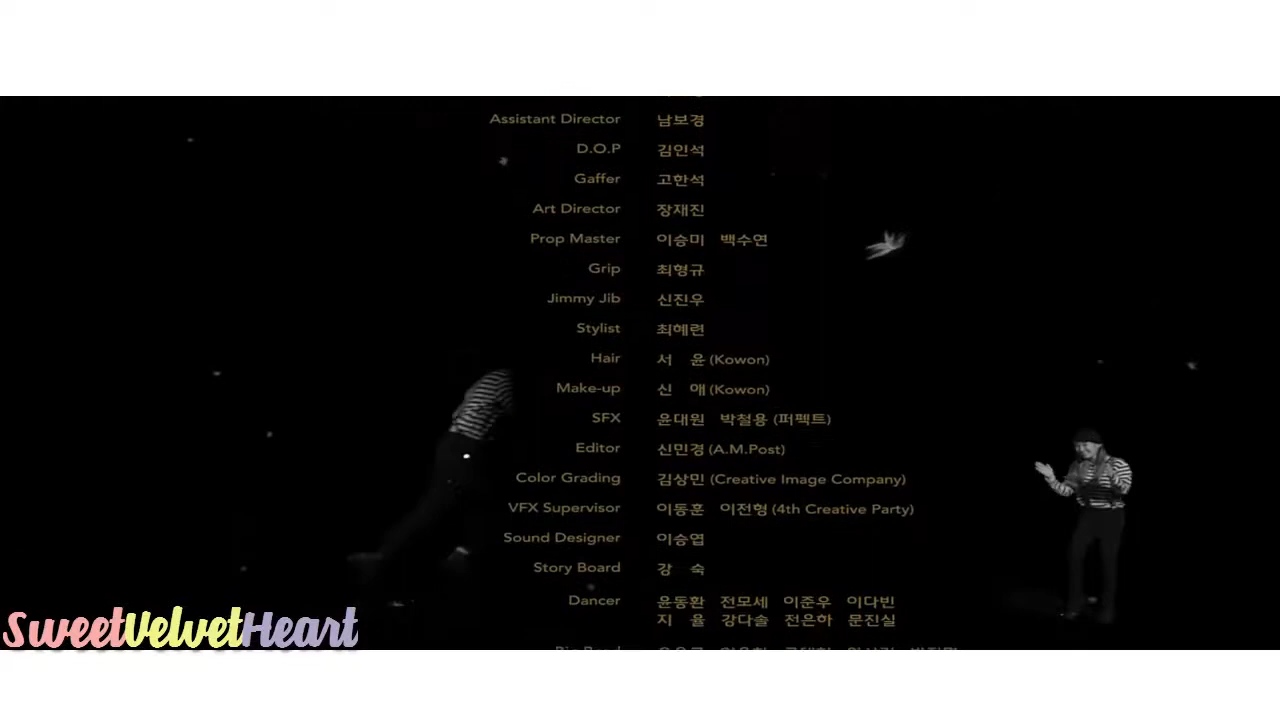 Assistant Director 남보경
D.O.P 김인석
Gaffer 고한석
Art Director 장재진
Prop Master 이승미 백수연
Grip 최형규
Jimmy Jib 신진우
Stylist 최혜련
Hair 서 윤 (Kowon)
Make-up 신 애 (Kowon)
SFX 윤대원 박철용 (퍼펙트)
Editor 신민경 (A.M.Post)
Color Grading 김상민 (Creative Image Company)
VFX Supervisor 이동훈 이전형 (4th Creative Party)
Sound Designer 이승엽
Story Board 강 숙
Dancer 윤동환 전모세 이준우 이다빈
지 율 강다솔 전은하 문진실
SweetVelvetHeart